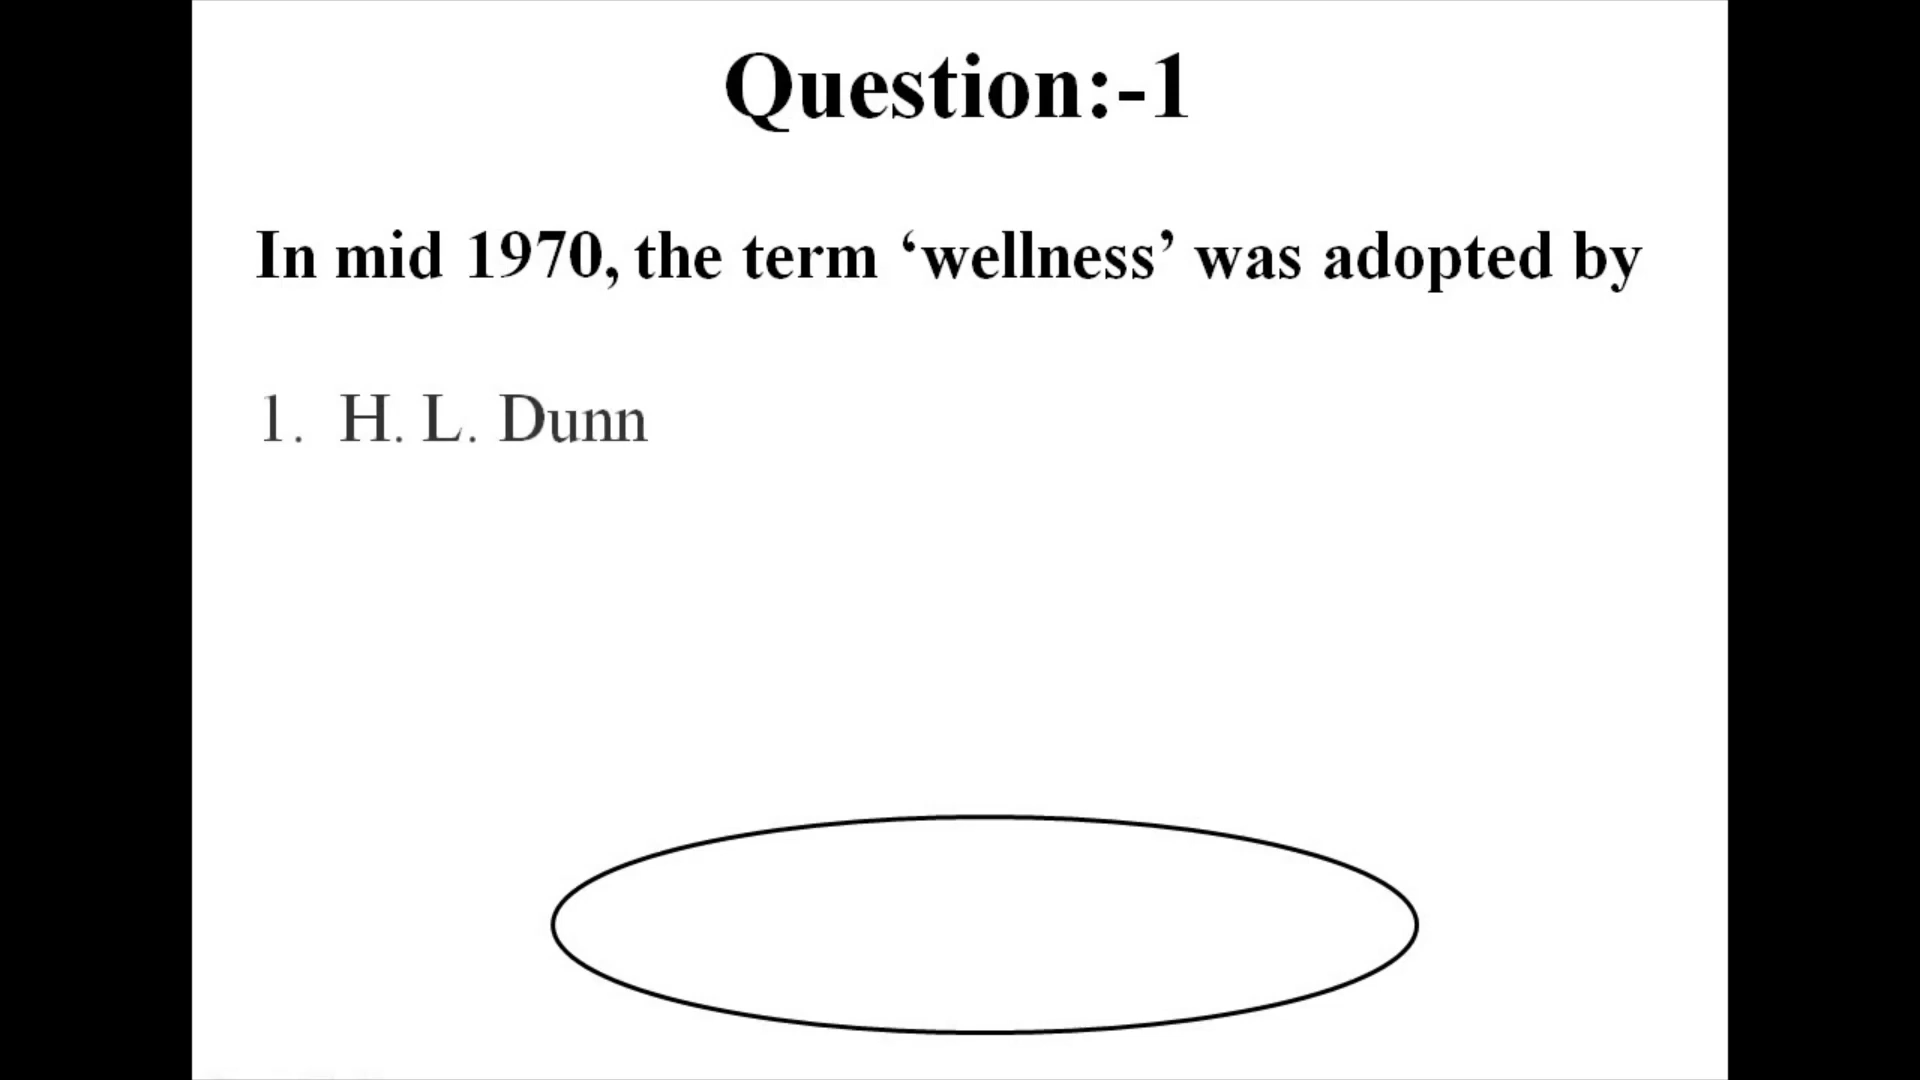 Question:-1
In mid 1970, the term ‘wellness’ was adopted by
1. H. L. Dunn